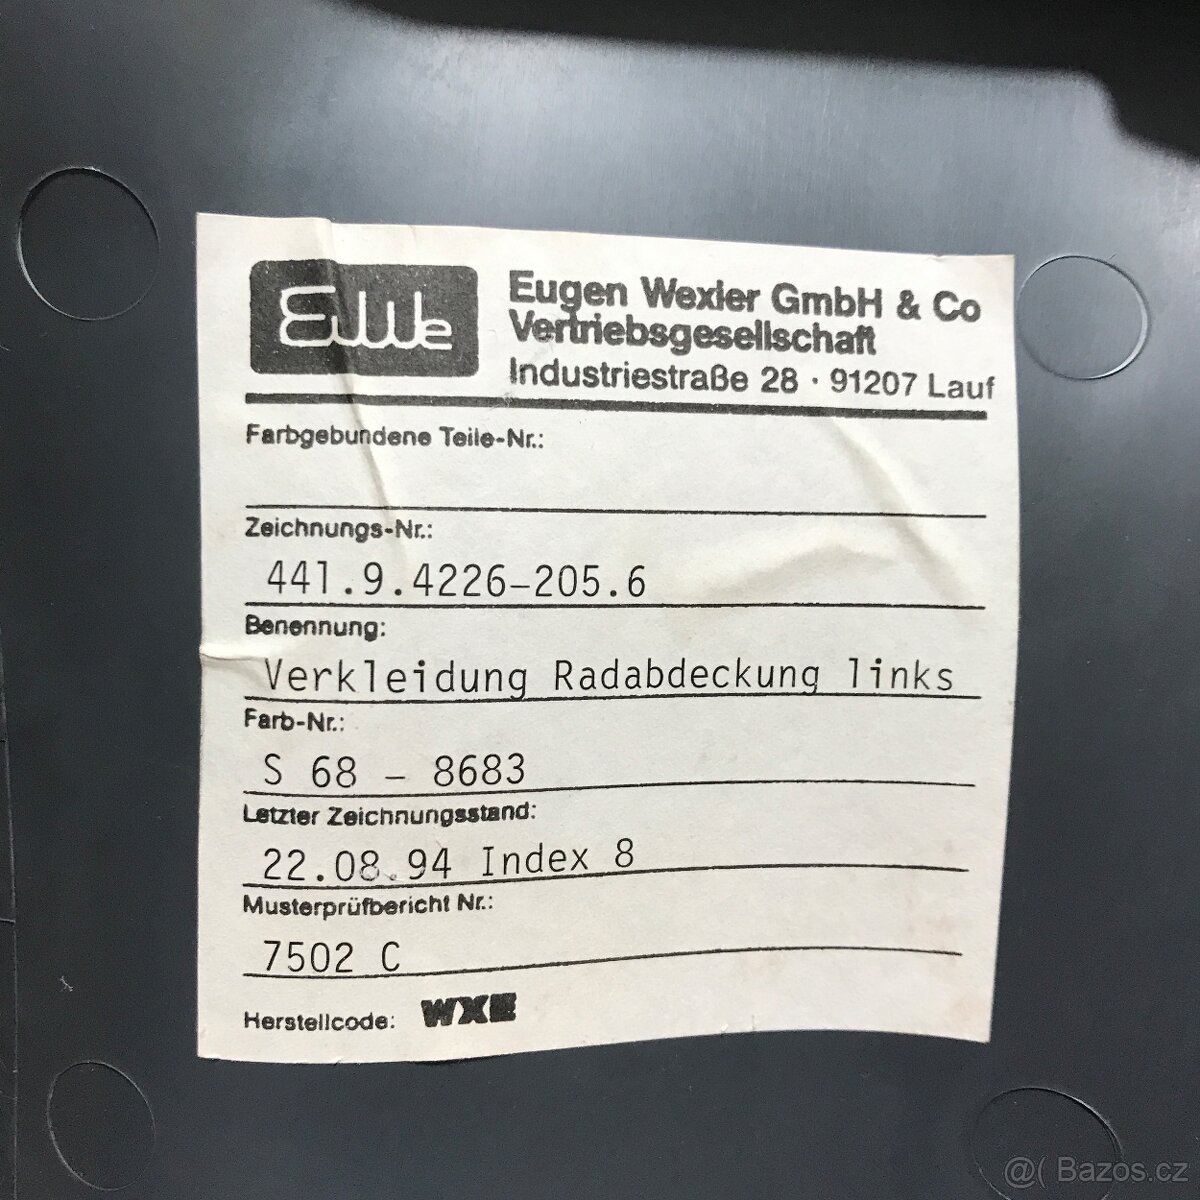 EWe
Eugen Wexler GmbH & Co
Vertriebsgesellschaft
Industriestraße 28 · 91207 Lauf
Farbgebundene Teile-Nr.:
Zeichnungs-Nr.:
441.9.4226-205.6
Benennung:
Verkleidung Radabdeckung links
Farb-Nr.:
S 68 - 8683
Letzter Zeichnungsstand:
22.08.94 Index 8
Musterprüfbericht Nr.:
7502 C
Herstellcode: WXE
@( Bazos.cz